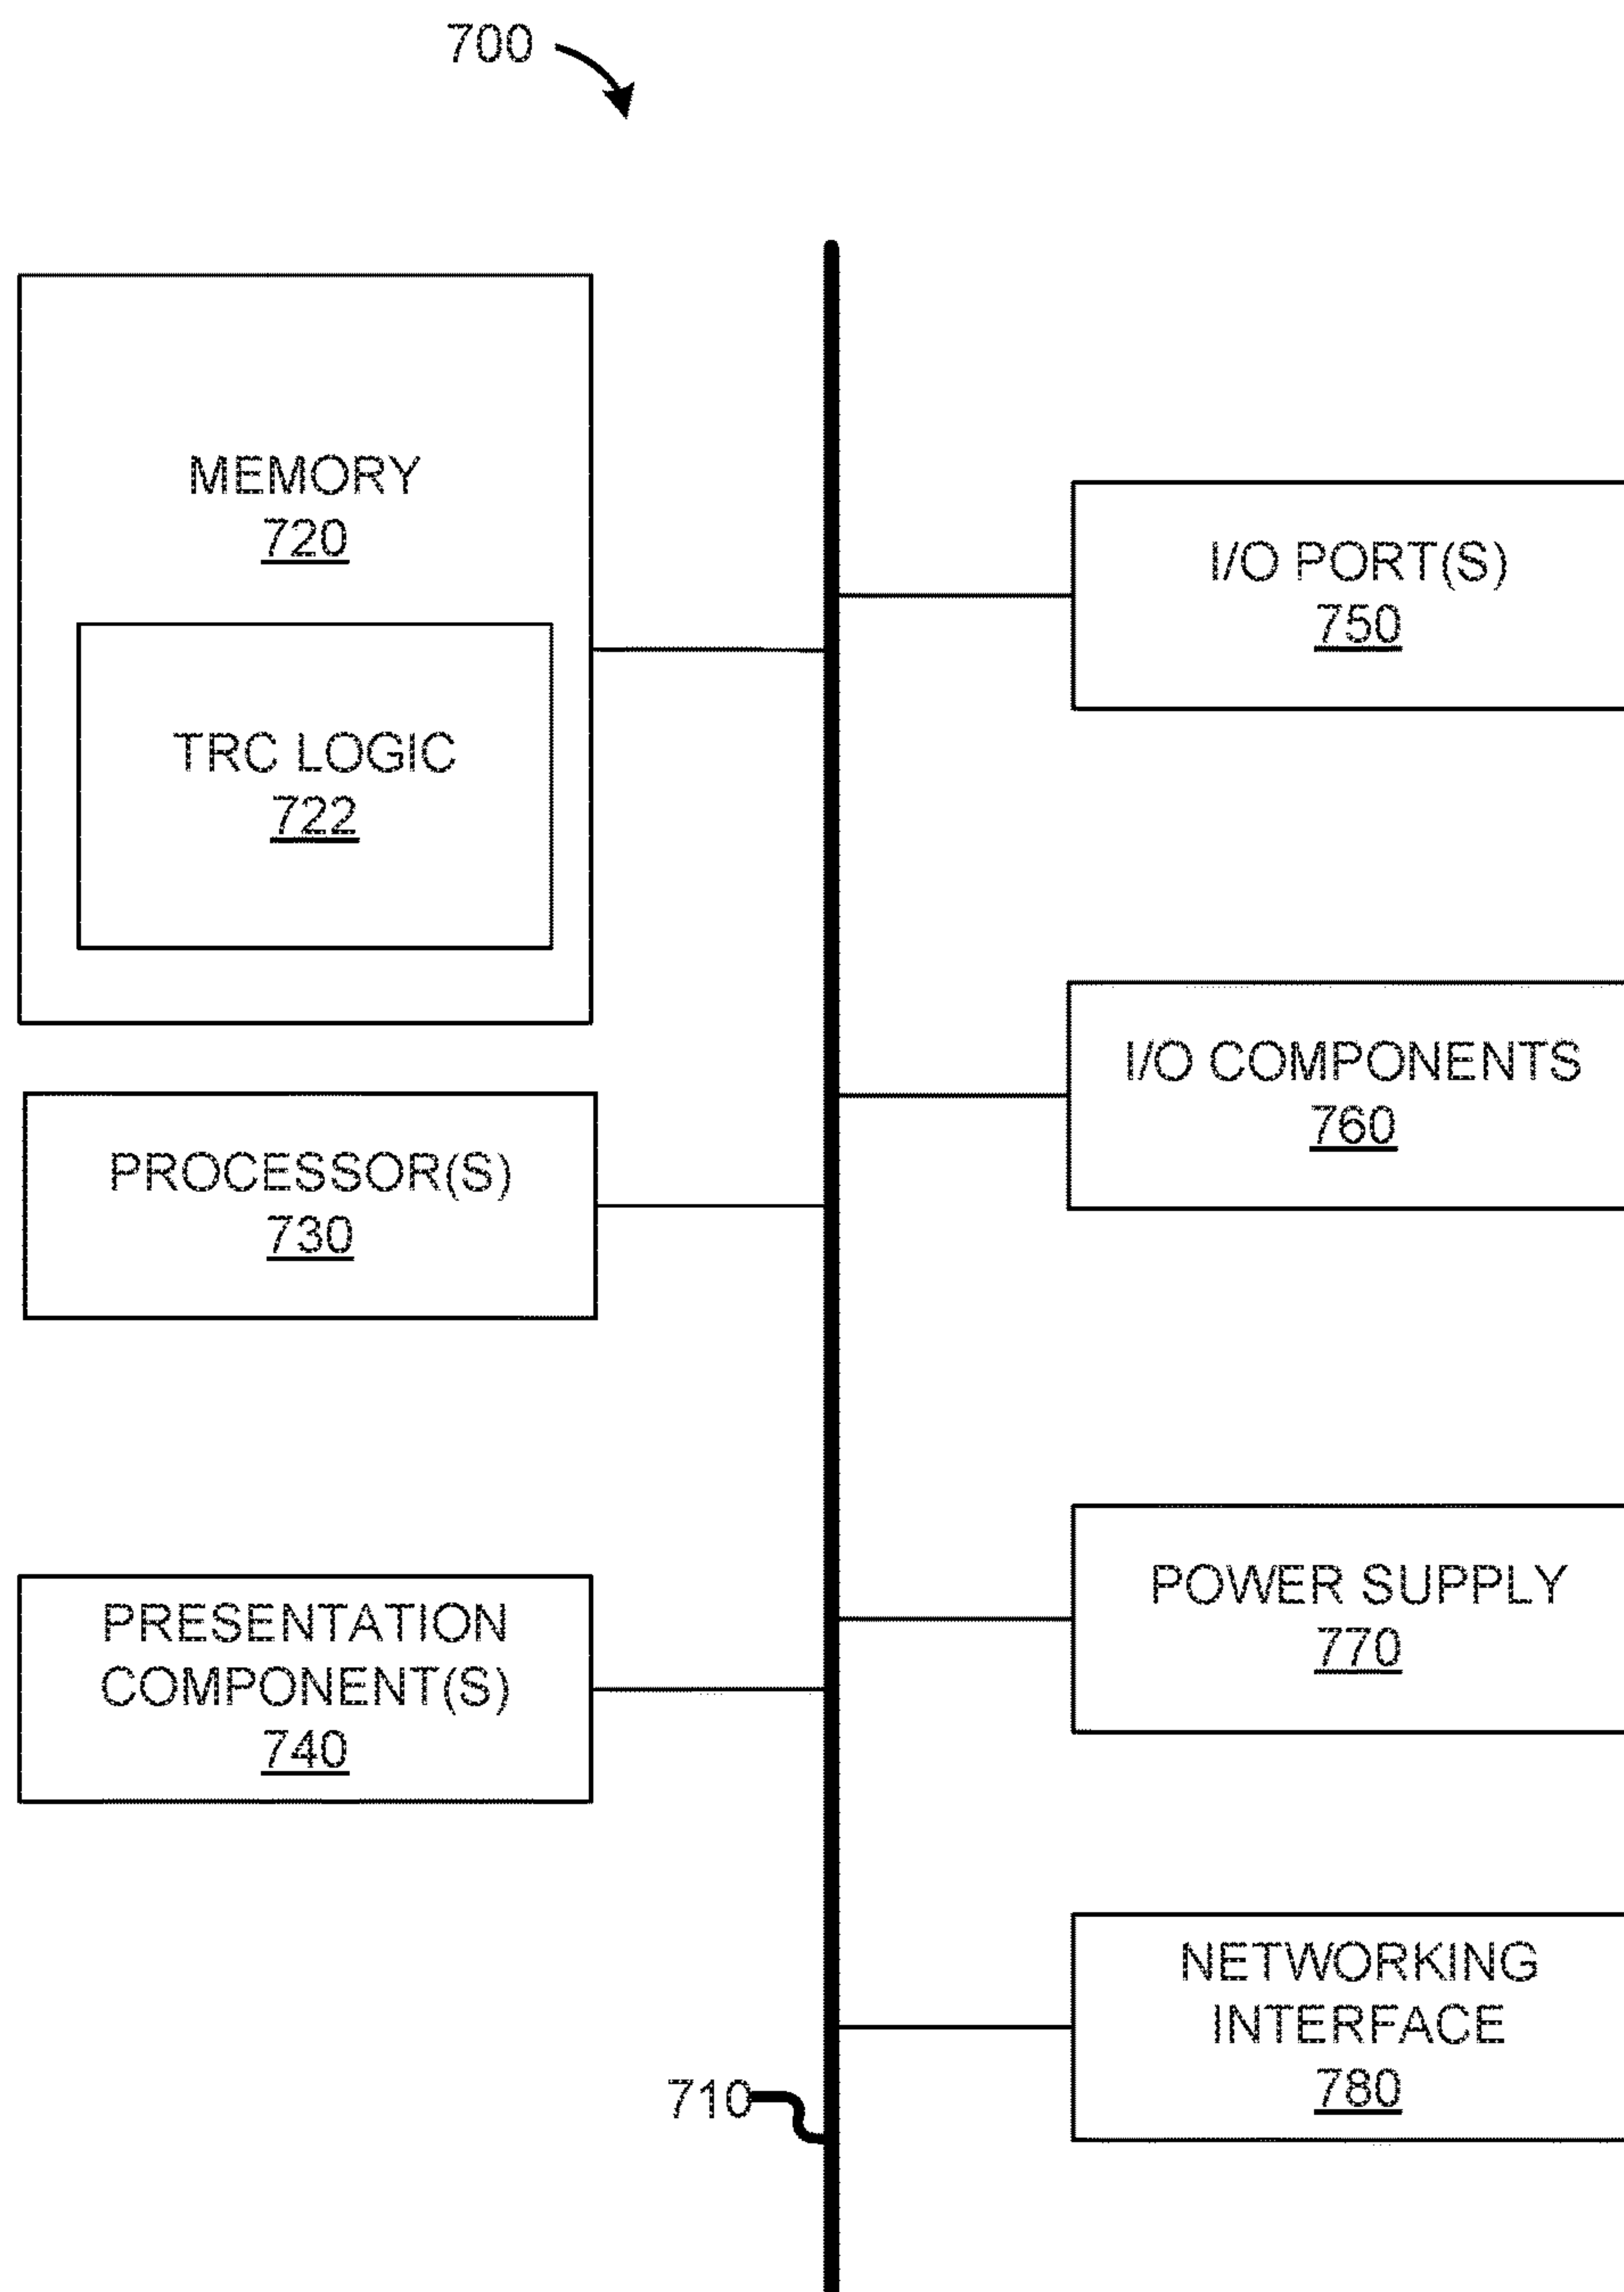 700
MEMORY
720
TRC LOGIC
722
PROCESSOR(S)
730
PRESENTATION
COMPONENT(S)
740
710
I/O PORT(S)
750
I/O COMPONENTS
760
POWER SUPPLY
770
NETWORKING
INTERFACE
780